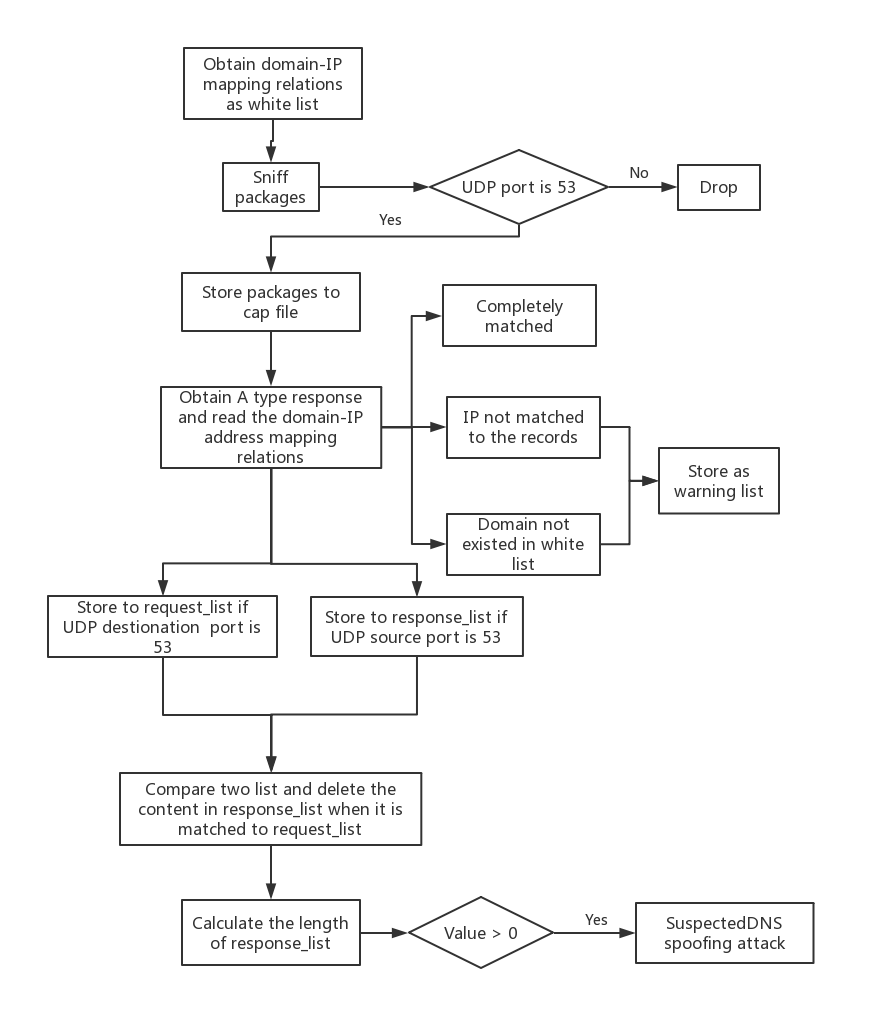 Obtain domain-IP
mapping relations
as white list
Sniff
packages
UDP port is 53
No
Drop
Yes
Store packages to
cap file
Completely
matched
Obtain A type response
and read the domain-IP
address mapping
relations
IP not matched
to the records
Store as
warning list
Domain not
existed in white
list
Store to request_list if
UDP destionation  port is
53
Store to response_list if
UDP source port is 53
Compare two list and delete the
content in response_list when it is
matched to request_list
Calculate the length
of response_list
Value > 0
Yes
SuspectedDNS
spoofing attack